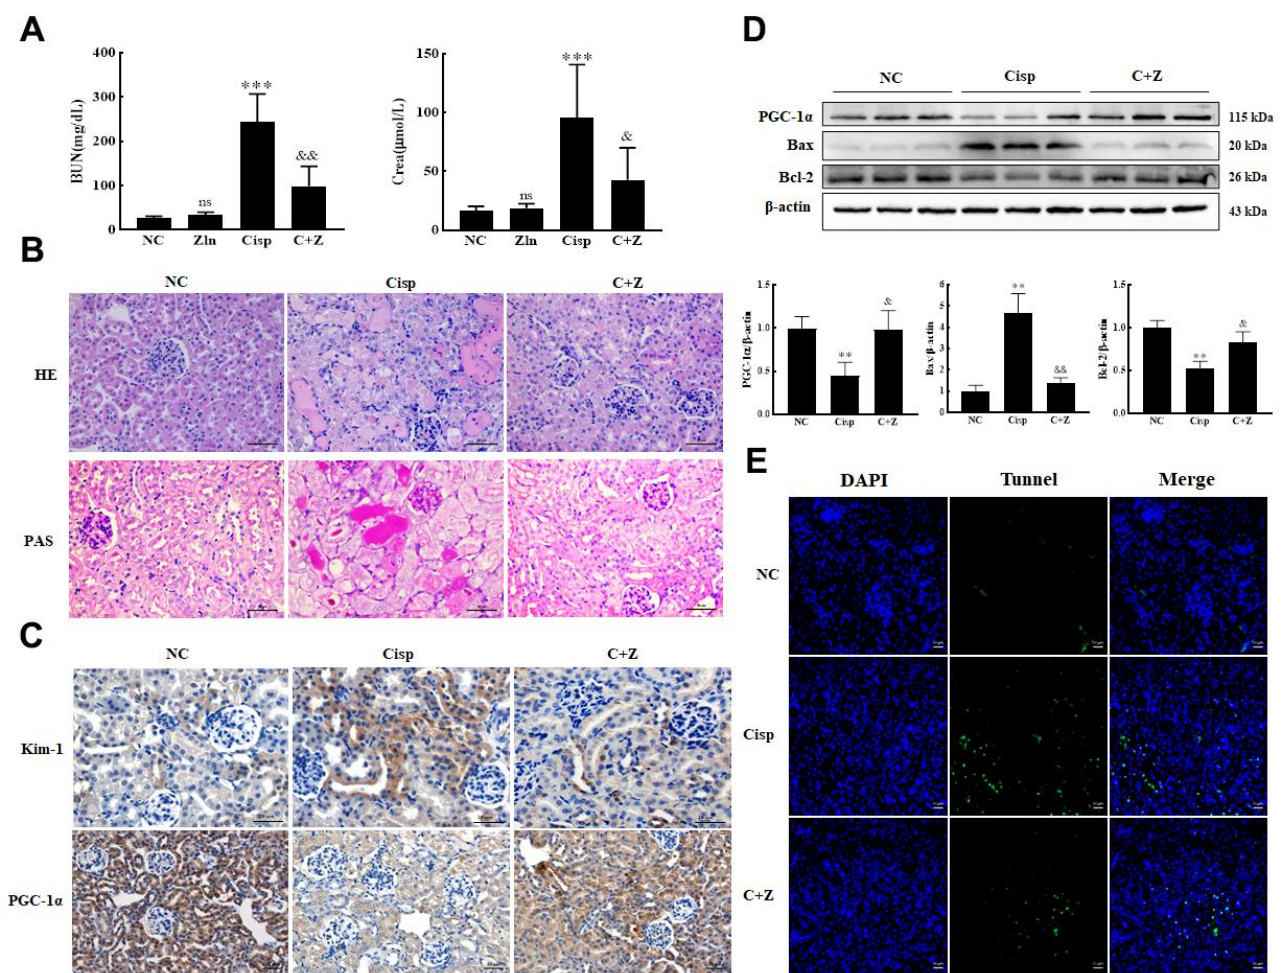 A
BUN(mg/dL)
400
300
200
100
0
ns
***
&&
NC Zln Cisp C+Z
Crea(μmol/L)
150
100
50
0
ns
***
&
NC Zln Cisp C+Z
B
NC Cisp C+Z
HE
PAS
C
NC Cisp C+Z
Kim-1
PGC-1α
D
NC Cisp C+Z
PGC-1α 115 kDa
Bax 20 kDa
Bcl-2 26 kDa
β-actin 43 kDa
PGC-1α/β-actin
1.5
1.0
0.5
0.0
**
&
NC Cisp C+Z
Bax/β-actin
6
5
4
3
2
1
0
**
&&
NC Cisp C+Z
Bcl-2/β-actin
1.5
1.0
0.5
0.0
**
&
NC Cisp C+Z
E
DAPI Tunnel Merge
NC
Cisp
C+Z